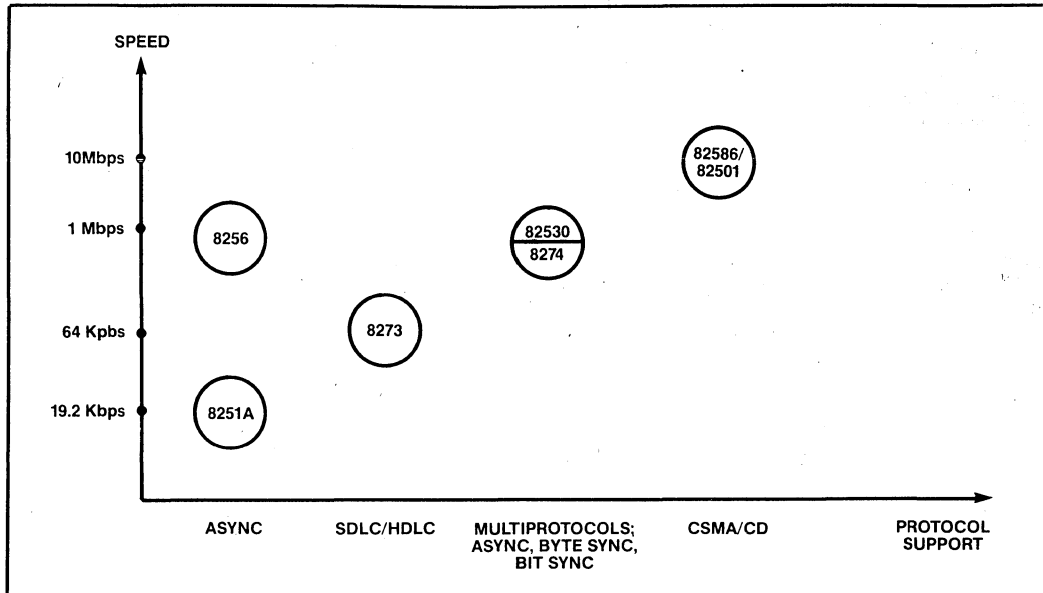 SPEED
10Mbps
82586/
82501
1 Mbps
8256
82530
8274
64 Kpbs
8273
19.2 Kbps
8251A
ASYNC
SDLC/HDLC
MULTIPROTOCOLS;
ASYNC, BYTE SYNC,
BIT SYNC
CSMA/CD
PROTOCOL
SUPPORT